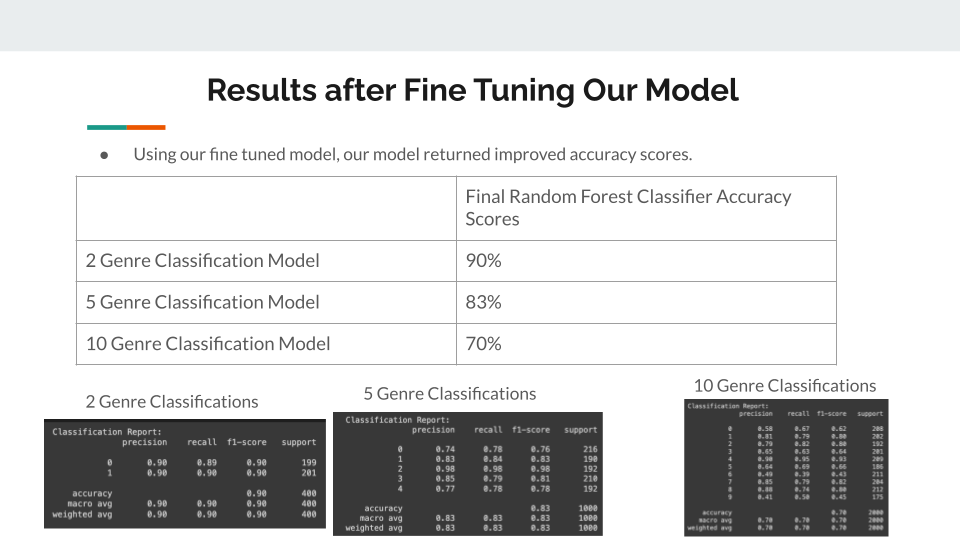 Results after Fine Tuning Our Model
● Using our fine tuned model, our model returned improved accuracy scores.
Final Random Forest Classifier Accuracy
Scores
2 Genre Classification Model 90%
5 Genre Classification Model 83%
10 Genre Classification Model 70%
2 Genre Classifications
Classification Report:
precision recall f1-score support
0 0.90 0.89 0.90 199
1 0.90 0.90 0.90 201
accuracy 0.90 400
macro avg 0.90 0.90 0.90 400
weighted avg 0.90 0.90 0.90 400
5 Genre Classifications
Classification Report:
precision recall f1-score support
0 0.74 0.78 0.76 216
1 0.83 0.84 0.83 190
2 0.98 0.98 0.98 192
3 0.85 0.79 0.81 210
4 0.77 0.78 0.78 192
accuracy 0.83 1000
macro avg 0.83 0.83 0.83 1000
weighted avg 0.83 0.83 0.83 1000
10 Genre Classifications
Classification Report:
precision recall f1-score support
0 0.58 0.67 0.62 208
1 0.81 0.79 0.80 202
2 0.79 0.82 0.80 192
3 0.65 0.63 0.64 201
4 0.90 0.95 0.93 209
5 0.64 0.69 0.66 186
6 0.49 0.39 0.43 211
7 0.85 0.79 0.82 204
8 0.88 0.74 0.80 212
9 0.41 0.50 0.45 175
accuracy 0.70 2000
macro avg 0.70 0.70 0.70 2000
weighted avg 0.70 0.70 0.70 2000